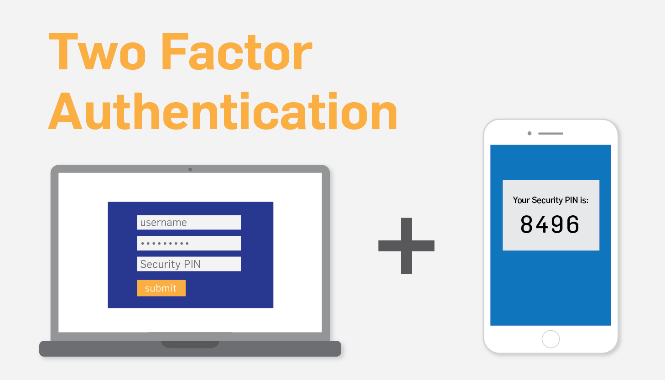 Two Factor
Authentication
username
•••••••••
Security PIN
submit
Your Security PIN is:
8496